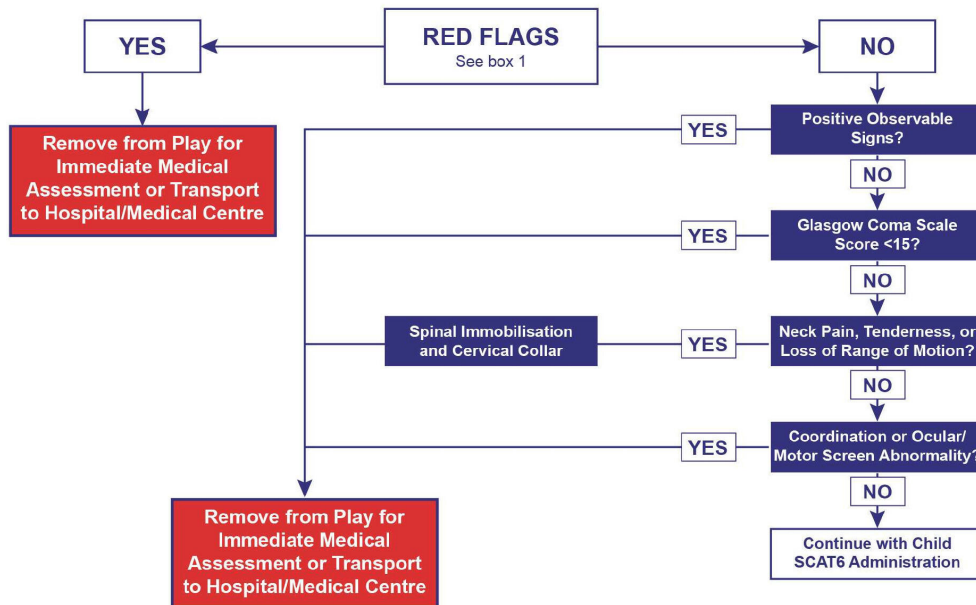 YES
RED FLAGS
See box 1
NO
Remove from Play for
Immediate Medical
Assessment or Transport
to Hospital/Medical Centre
YES
Positive Observable
Signs?
NO
YES
Glasgow Coma Scale
Score <15?
NO
Spinal Immobilisation
and Cervical Collar
YES
Neck Pain, Tenderness, or
Loss of Range of Motion?
NO
YES
Coordination or Ocular/
Motor Screen Abnormality?
NO
Remove from Play for
Immediate Medical
Assessment or Transport
to Hospital/Medical Centre
Continue with Child
SCAT6 Administration